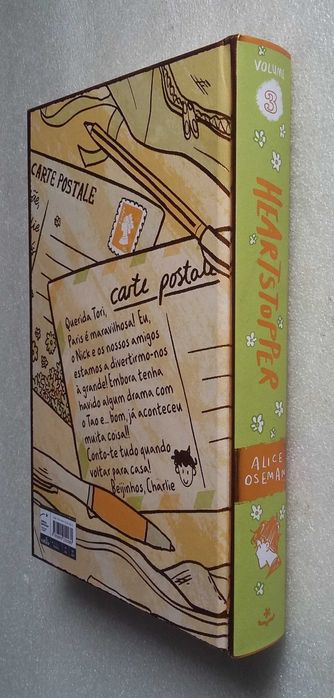 VOLUME
3
HEARTSTOPPER
ALICE
OSEMAN
CARTE POSTALE
carte postale
Querida Tori,
Paris é maravilhosa! Eu,
o Nick e os nossos amigos
estamos a divertirmo-nos
à grande! Embora tenha
havido algum drama com
o Tao e... bom, já aconteceu
muita coisa!!
Conto-te tudo quando
voltar para casa!
Beijinhos, Charlie